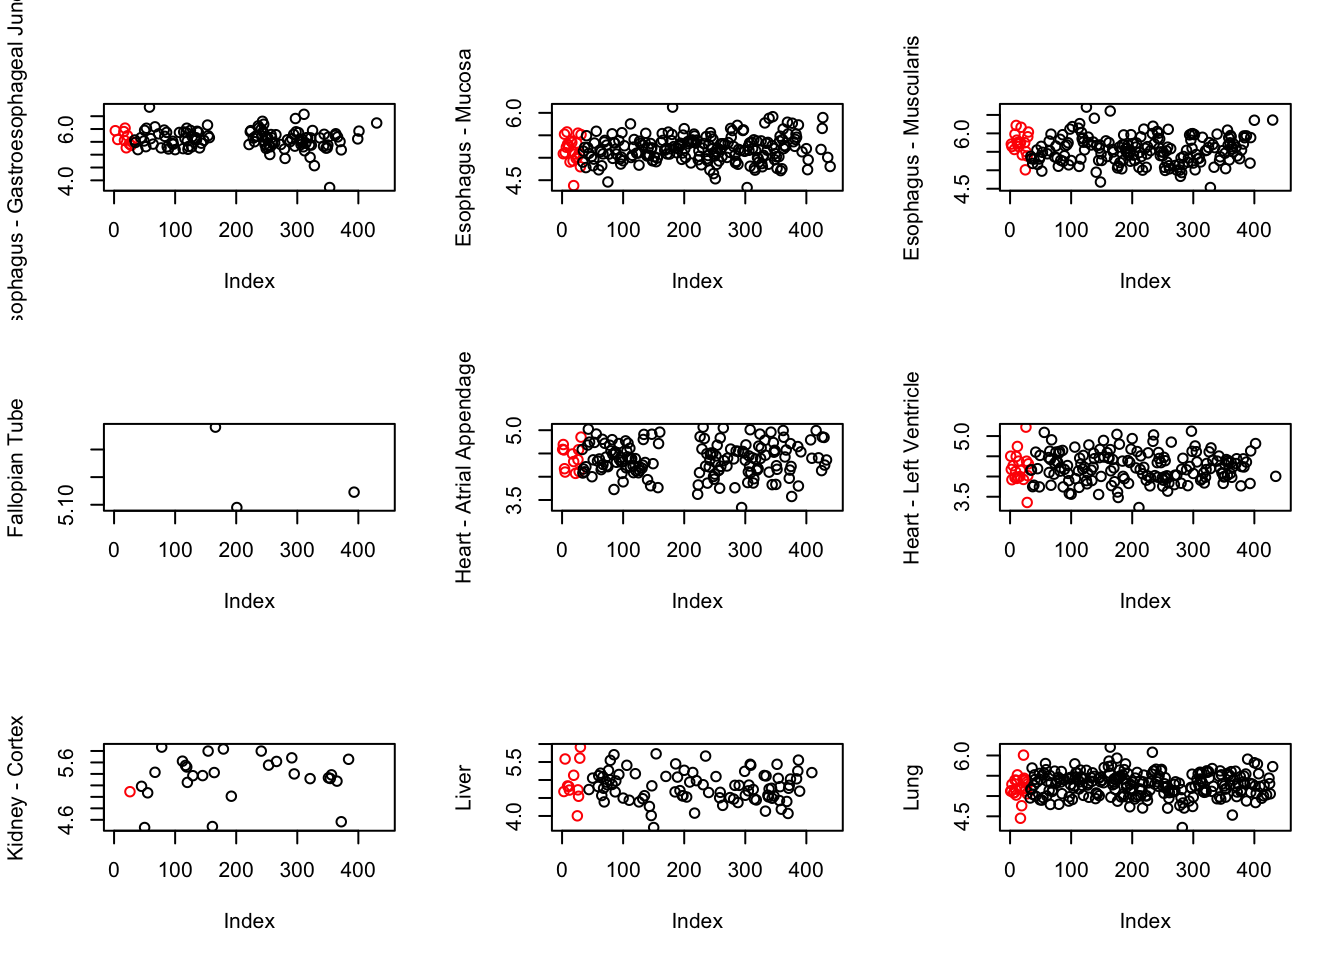 sophagus - Gastroesophageal Junc
6.0
4.0
0 100 200 300 400
Index
Esophagus - Mucosa
6.0
4.5
0 100 200 300 400
Index
Esophagus - Muscularis
6.0
4.5
0 100 200 300 400
Index
Fallopian Tube
5.10
0 100 200 300 400
Index
Heart - Atrial Appendage
5.0
3.5
0 100 200 300 400
Index
Heart - Left Ventricle
5.0
3.5
0 100 200 300 400
Index
Kidney - Cortex
5.6
4.6
0 100 200 300 400
Index
Liver
5.5
4.0
0 100 200 300 400
Index
Lung
6.0
4.5
0 100 200 300 400
Index